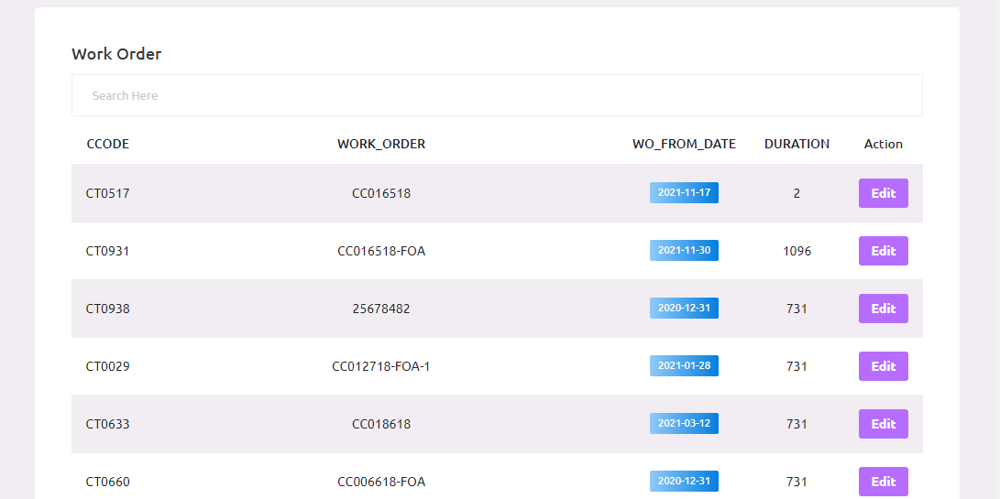 Work Order
Search Here
CCODE WORK_ORDER WO_FROM_DATE DURATION Action
CT0517 CC016518 2021-11-17 2 Edit
CT0931 CC016518-FOA 2021-11-30 1096 Edit
CT0938 25678482 2020-12-31 731 Edit
CT0029 CC012718-FOA-1 2021-01-28 731 Edit
CT0633 CC018618 2021-03-12 731 Edit
CT0660 CC006618-FOA 2020-12-31 731 Edit